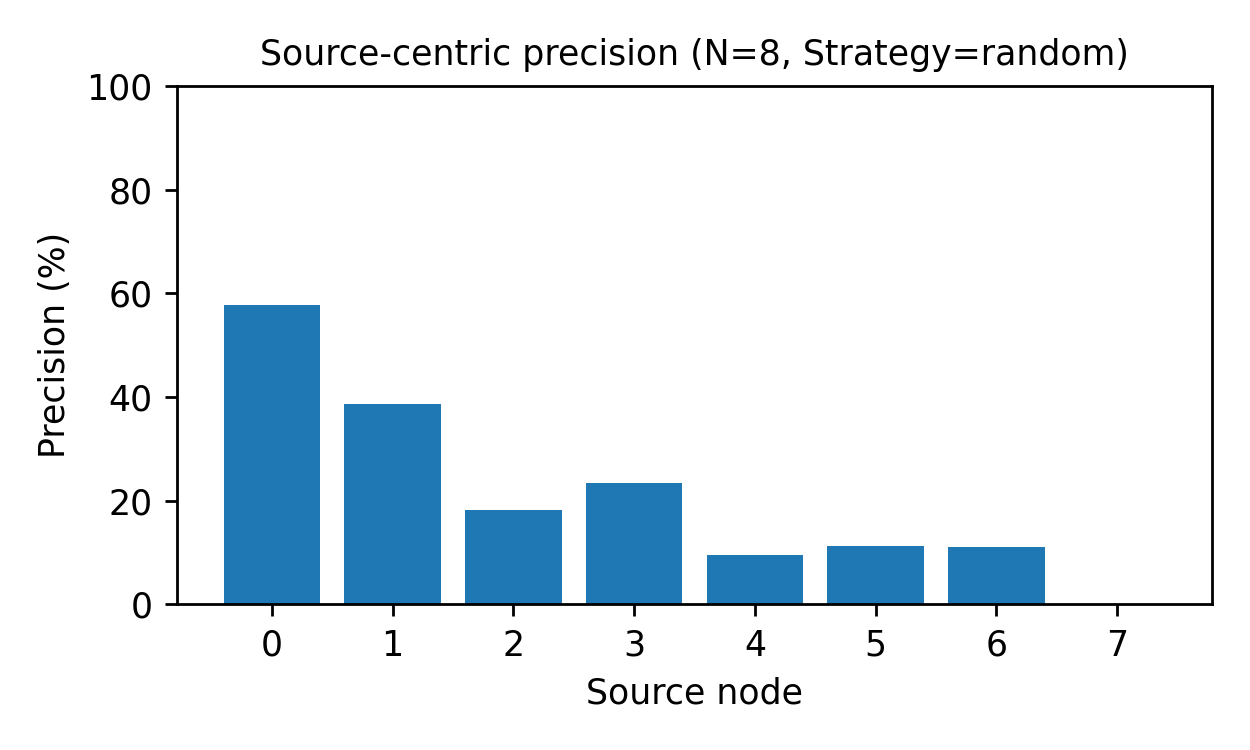 Source-centric precision (N=8, Strategy=random)
100
80
60
40
20
0
Precision (%)
0 1 2 3 4 5 6 7
Source node